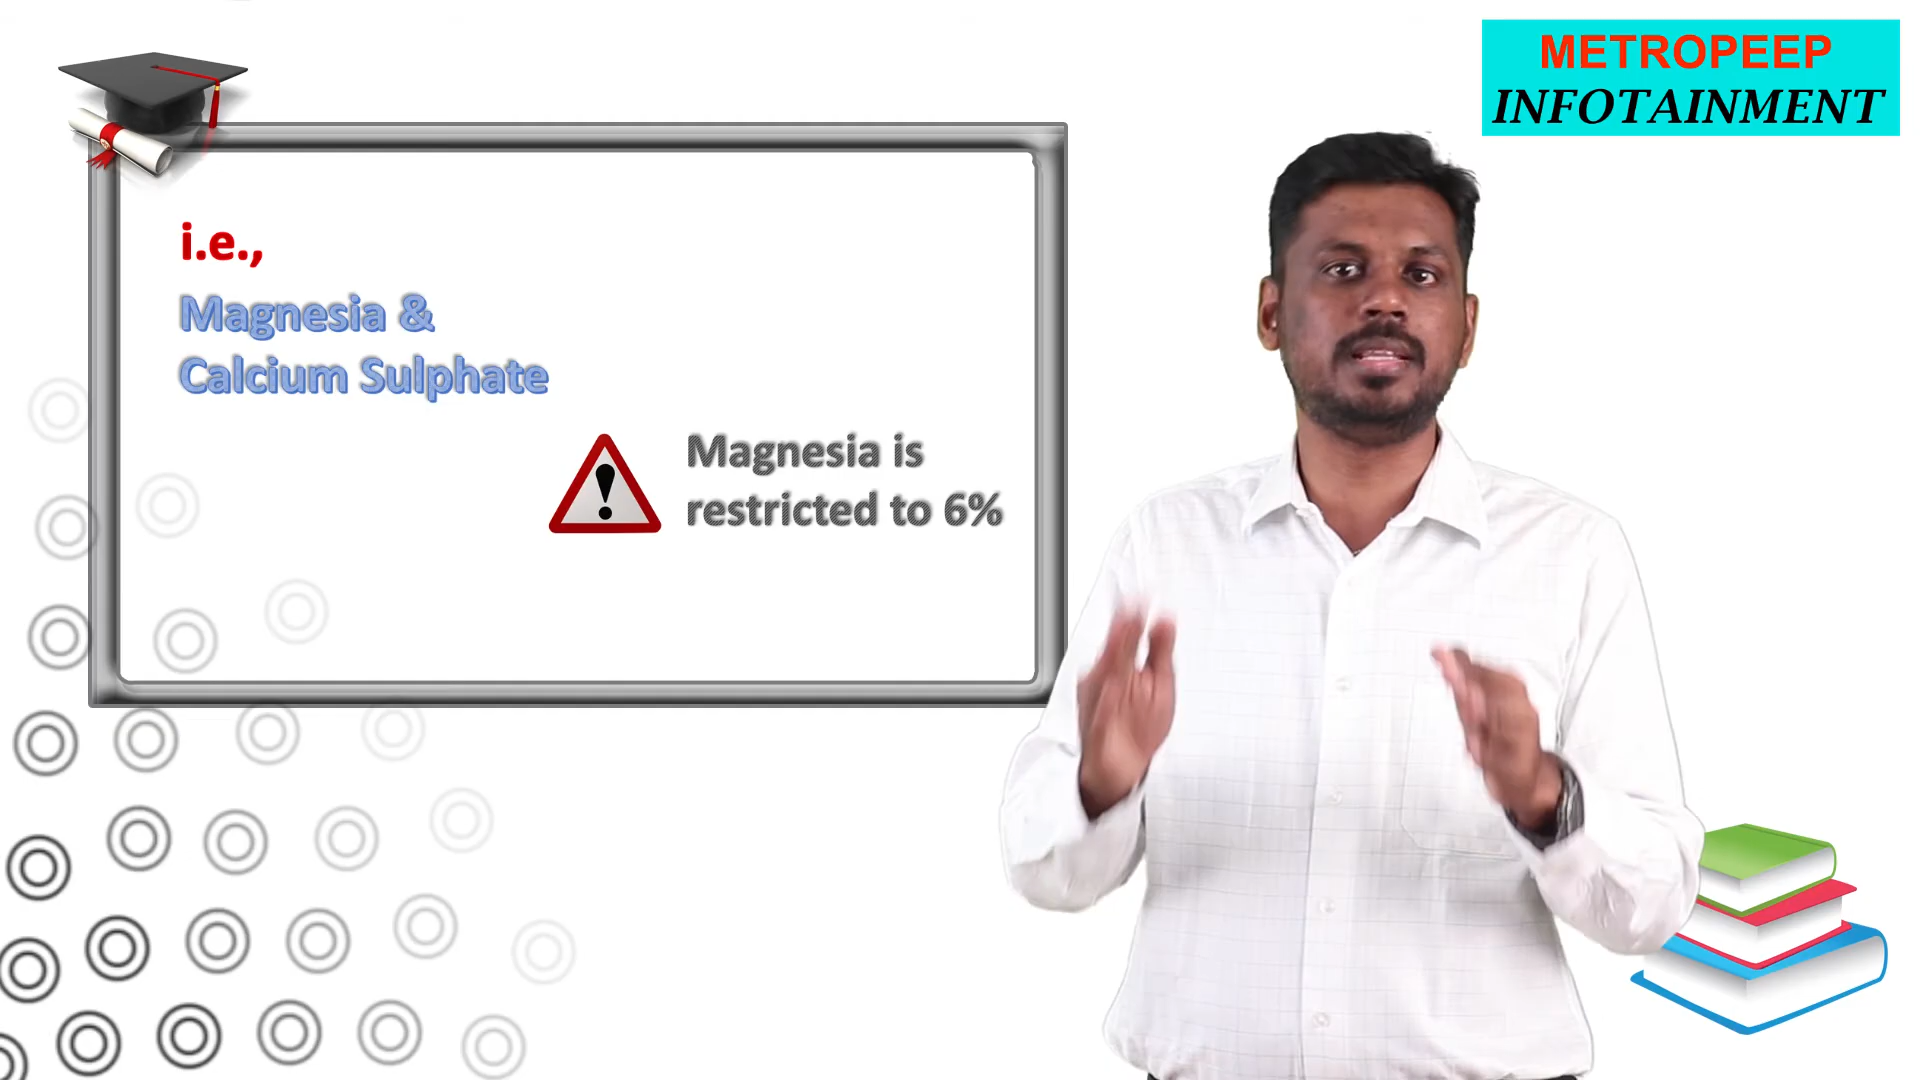 METROPEEP
INFOTAINMENT
i.e.,
Magnesia &
Calcium Sulphate
Magnesia is
restricted to 6%